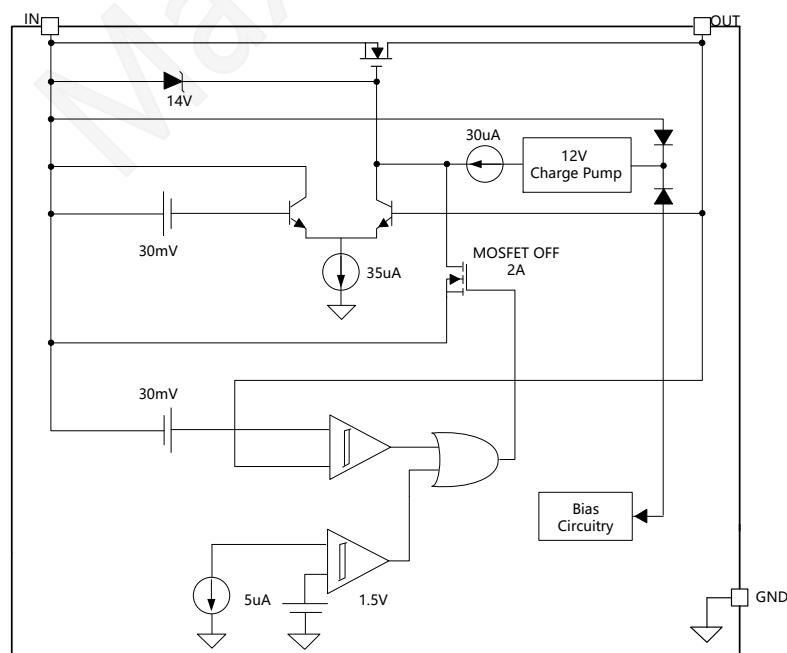 Max
IN
OUT
14V
30uA
12V
Charge Pump
30mV
35uA
MOSFET OFF
2A
30mV
Bias
Circuitry
5uA
1.5V
GND